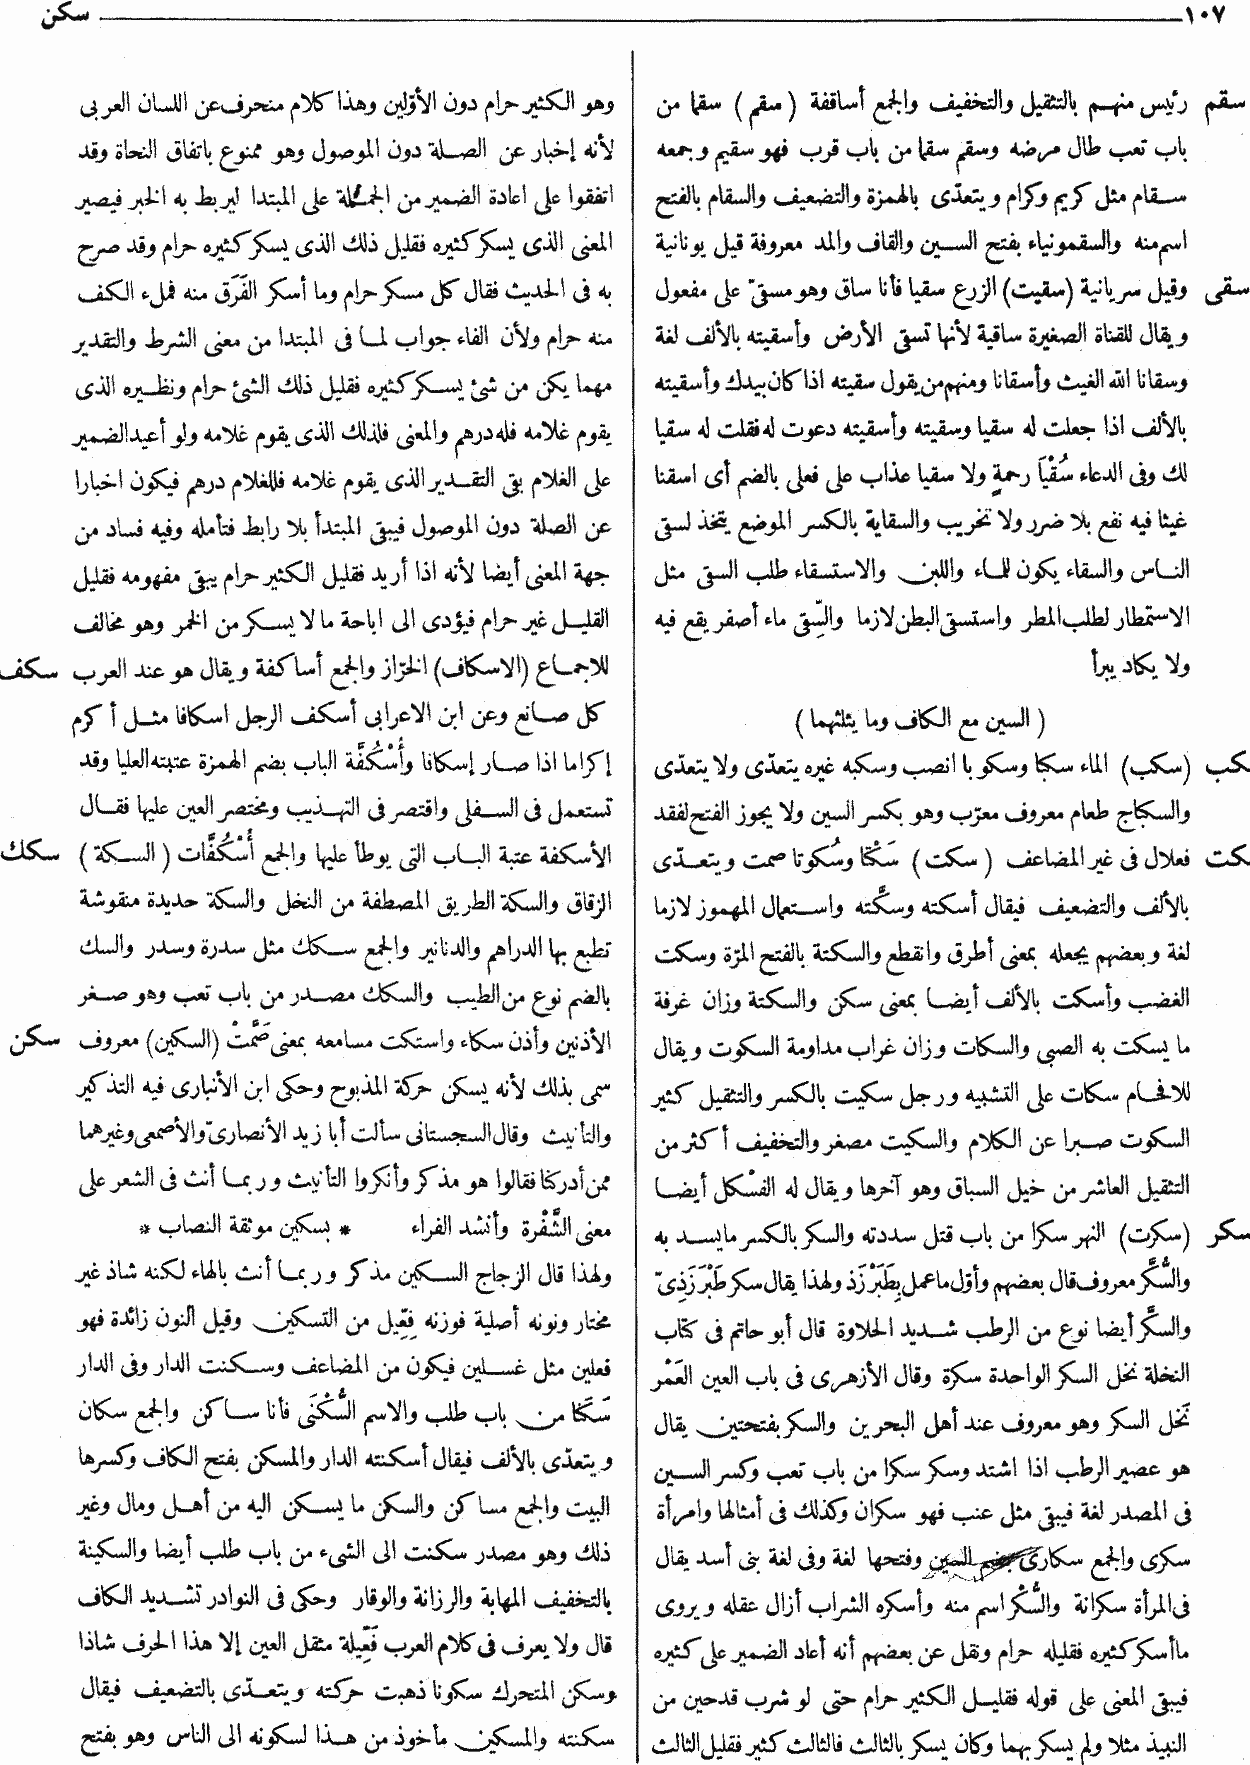 ١٠٧
سكن
سقم
رئيس منهم بالتثقيل والتخفيف والجمع أساقفة (سقم) سقما من
باب تعب طال مرضه وسقم سقما من باب قرب فهو سقيم وجمعه
سقام مثل كريم وكرام ويتعدّى بالهمزة والتضعيف والسقام بالفتح
اسم منه والسقمونياء بفتح السين والقاف والمد معروفة قيل يونانية
سقى
وقيل سريانية (سقيت) الزرع سقيا فأنا ساق وهو مسقىّ على مفعول
ويقال للقناة الصغيرة ساقية لأنها تسقى الأرض وأسقيته بالألف لغة
وسقانا الله الغيث وأسقانا ومنهم من يقول سقيته اذا كان بيدك وأسقيته
بالألف اذا جعلت له سقيا وسقيته وأسقيته دعوت له فقلت له سقيا
لك وفى الدعاء سُقْيَا رحمةٍ ولا سقيا عذاب على فعلى بالضم أى اسقنا
غيثا فيه نفع بلا ضرر ولا تخريب والسقاية بالكسر الموضع يتخذ لسقى
الناس والسقاء يكون للماء واللبن والاستسقاء طلب السقى مثل
الاستمطار لطلب المطر واستسقى البطن لازما والسِّقى ماء أصفر يقع فيه
ولا يكاد يبرأ
( السين مع الكاف وما يثلثهما )
كب
(سكب) الماء سكبا وسكوبا انصب وسكبه غيره يتعدّى ولا يتعدّى
والسكباج طعام معروف معرّب وهو بكسر السين ولا يجوز الفتح لفقد
كت
فعلال فى غير المضاعف (سكت) سَكْتًا وسُكوتا صمت ويتعدّى
بالألف والتضعيف فيقال أسكته وسكَّته واستعمال المهموز لازما
لغة وبعضهم يجعله بمعنى أطرق وانقطع والسكتة بالفتح المرّة وسكت
الغضب وأسكت بالألف أيضا بمعنى سكن والسكتة وزان غرفة
ما يسكت به الصبى والسكات وزان غراب مداومة السكوت ويقال
للافحام سكات على التشبيه ورجل سكيت بالكسر والتثقيل كثير
السكوت صبرا عن الكلام والسكيت مصغر والتخفيف أكثر من
التثقيل العاشر من خيل السباق وهو آخرها ويقال له الفسْكل أيضا
سكر
(سكرت) النهر سكرا من باب قتل سددته والسكر بالكسر ما يسد به
والسُّكَّر معروف قال بعضهم وأوّل ما عمل بِطَبَرْزَذ ولهذا يقال سكر طَبَرْزَذِىّ
والسكَّر أيضا نوع من الرطب شديد الحلاوة قال أبو حاتم فى كتاب
النخلة نخل السكر الواحدة سكرة وقال الأزهرى فى باب العين العَمْر
نَخل السكر وهو معروف عند أهل البحرين والسكر بفتحتين يقال
هو عصير الرطب اذا اشتد وسكر سكرا من باب تعب وكسر السين
فى المصدر لغة فيبقى مثل عنب فهو سكران وكذلك فى أمثالها وامرأة
سكرى والجمع سكارى بضم السين وفتحها لغة وفى لغة بنى أسد يقال
فى المرأة سكرانة والسُّكْر اسم منه وأسكره الشراب أزال عقله ويروى
ما أسكر كثيره فقليله حرام ونقل عن بعضهم أنه أعاد الضمير على كثيره
فيبقى المعنى على قوله فقليل الكثير حرام حتى لو شرب قدحين من
النبيذ مثلا ولم يسكر بهما وكان يسكر بالثالث فالثالث كثير فقليل الثالث
وهو الكثير حرام دون الأوّلين وهذا كلام منحرف عن اللسان العربى
لأنه إخبار عن الصلة دون الموصول وهو ممنوع باتفاق النحاة وقد
اتفقوا على اعادة الضمير من الجملة على المبتدا ليربط به الخبر فيصير
المعنى الذى يسكر كثيره فقليل ذلك الذى يسكر كثيره حرام وقد صرح
به فى الحديث فقال كل مسكر حرام وما أسكر الفَرَق منه فملء الكف
منه حرام ولأن الفاء جواب لما فى المبتدا من معنى الشرط والتقدير
مهما يكن من شئ يسكر كثيره فقليل ذلك الشئ حرام ونظيره الذى
يقوم غلامه فله درهم والمعنى فلذلك الذى يقوم غلامه ولو أعيد الضمير
على الغلام بقى التقدير الذى يقوم غلامه فللغلام درهم فيكون اخبارا
عن الصلة دون الموصول فيبقى المبتدأ بلا رابط فتأمله وفيه فساد من
جهة المعنى أيضا لأنه اذا أريد فقليل الكثير حرام يبقى مفهومه فقليل
القليل غير حرام فيؤدى الى اباحة ما لا يسكر من الخمر وهو مخالف
للاجماع (الاسكاف) الخرّاز والجمع أساكفة ويقال هو عند العرب
سكف
كل صانع وعن ابن الاعرابى أسكف الرجل اسكافا مثل أكرم
إكراما اذا صار إسكافا وأُسْكُفَّة الباب بضم الهمزة عتبته العليا وقد
تستعمل فى السفلى واقتصر فى التهذيب ومختصر العين عليها فقال
الأسكفة عتبة الباب التى يوطأ عليها والجمع أُسْكُفَّات (السكة)
سكك
الزقاق والسكة الطريق المصطفة من النخل والسكة حديدة منقوشة
تطبع بها الدراهم والدنانير والجمع سكك مثل سدرة وسدر والسك
بالضم نوع من الطيب والسكك مصدر من باب تعب وهو صغر
الأذنين وأذن سكاء واستكت مسامعه بمعنى صَمَّتْ (السكين) معروف
سكن
سمى بذلك لأنه يسكن حركة المذبوح وحكى ابن الأنبارى فيه التذكير
والتأنيث وقال السجستانى سألت أبا زيد الأنصارىّ والأصمعى وغيرهما
ممن أدركنا فقالوا هو مذكر وأنكروا التأنيث وربما أنث فى الشعر على
معنى الشَّفْرة وأنشد الفراء * بسكين موثقة النصاب *
ولهذا قال الزجاج السكين مذكر وربما أنث بالهاء لكنه شاذ غير
مختار ونونه أصلية فوزنه فِعِّيل من التسكين وقيل النون زائدة فهو
فعلين مثل غسلين فيكون من المضاعف وسكنت الدار وفى الدار
سَكَنًا من باب طلب والاسم السُّكْنَى فأنا ساكن والجمع سكان
ويتعدّى بالألف فيقال أسكنته الدار والمسكن بفتح الكاف وكسرها
البيت والجمع مساكن والسكن ما يسكن اليه من أهل ومال وغير
ذلك وهو مصدر سكنت الى الشىء من باب طلب أيضا والسكينة
بالتخفيف المهابة والرزانة والوقار وحكى فى النوادر تشديد الكاف
قال ولا يعرف فى كلام العرب فَعِّيلة مثقل العين إلا هذا الحرف شاذا
وسكن المتحرك سكونا ذهبت حركته ويتعدّى بالتضعيف فيقال
سكنته والمسكين مأخوذ من هذا لسكونه الى الناس وهو بفتح